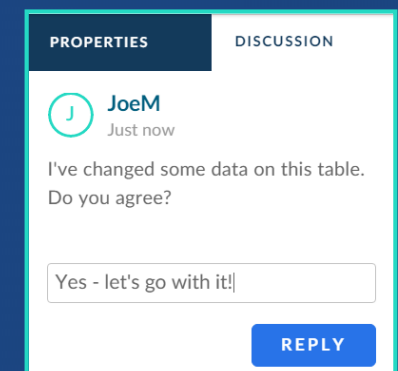 PROPERTIES DISCUSSION
J JoeM
Just now
I've changed some data on this table.
Do you agree?
Yes - let's go with it!
REPLY